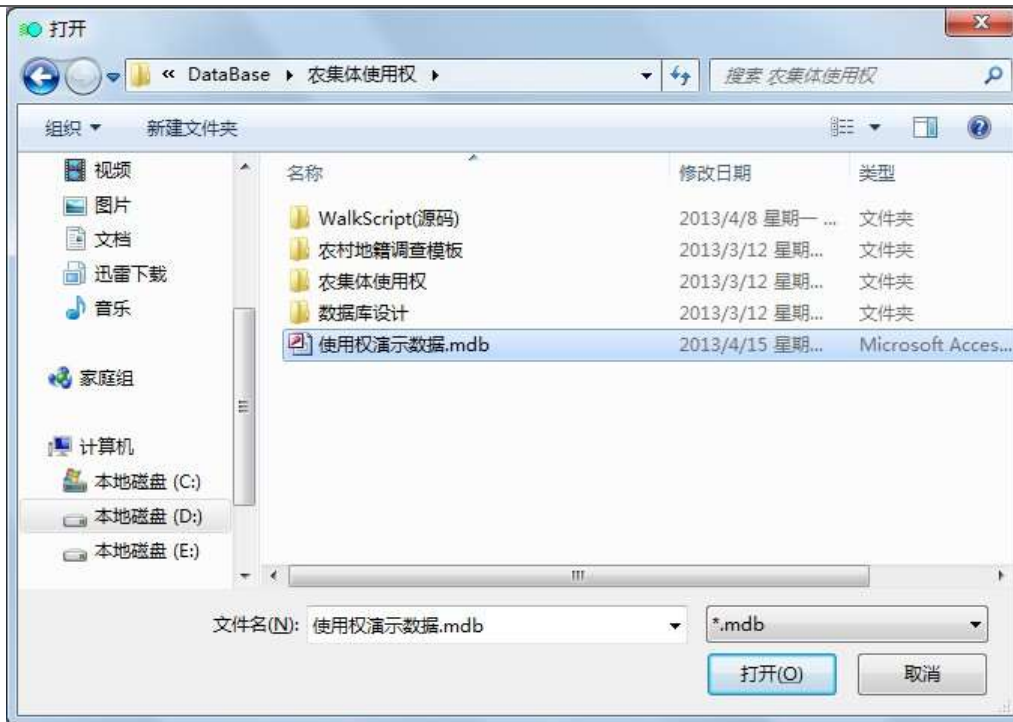 打开
« DataBase ▸ 农集体使用权 ▸ 搜索 农集体使用权
组织 新建文件夹
名称 修改日期 类型
视频
图片
文档
迅雷下载
音乐
家庭组
计算机
本地磁盘 (C:)
本地磁盘 (D:)
本地磁盘 (E:)
WalkScript(源码) 2013/4/8 星期一 ... 文件夹
农村地籍调查模板 2013/3/12 星期... 文件夹
农集体使用权 2013/3/12 星期... 文件夹
数据库设计 2013/3/12 星期... 文件夹
使用权演示数据.mdb 2013/4/15 星期... Microsoft Acces...
文件名(N): 使用权演示数据.mdb *.mdb
打开(O) 取消